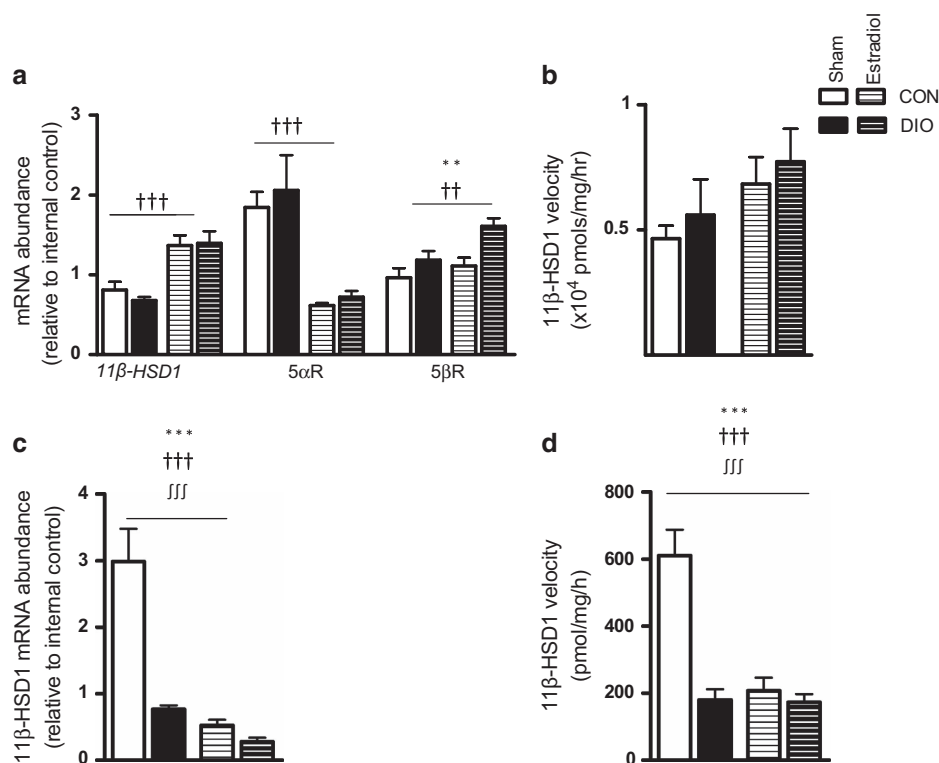 a
mRNA abundance
(relative to internal control)
3
2
1
0
†††
†††
**
††
11β-HSD1
5αR
5βR
b
Sham
Estradiol
CON
DIO
11β-HSD1 velocity
(x10⁴ pmols/mg/hr)
1
0.5
c
***
†††
∫∫∫
11β-HSD1 mRNA abundance
(relative to internal control)
4
3
2
1
0
d
***
†††
∫∫∫
11β-HSD1 velocity
(pmol/mg/h)
800
600
400
200
0